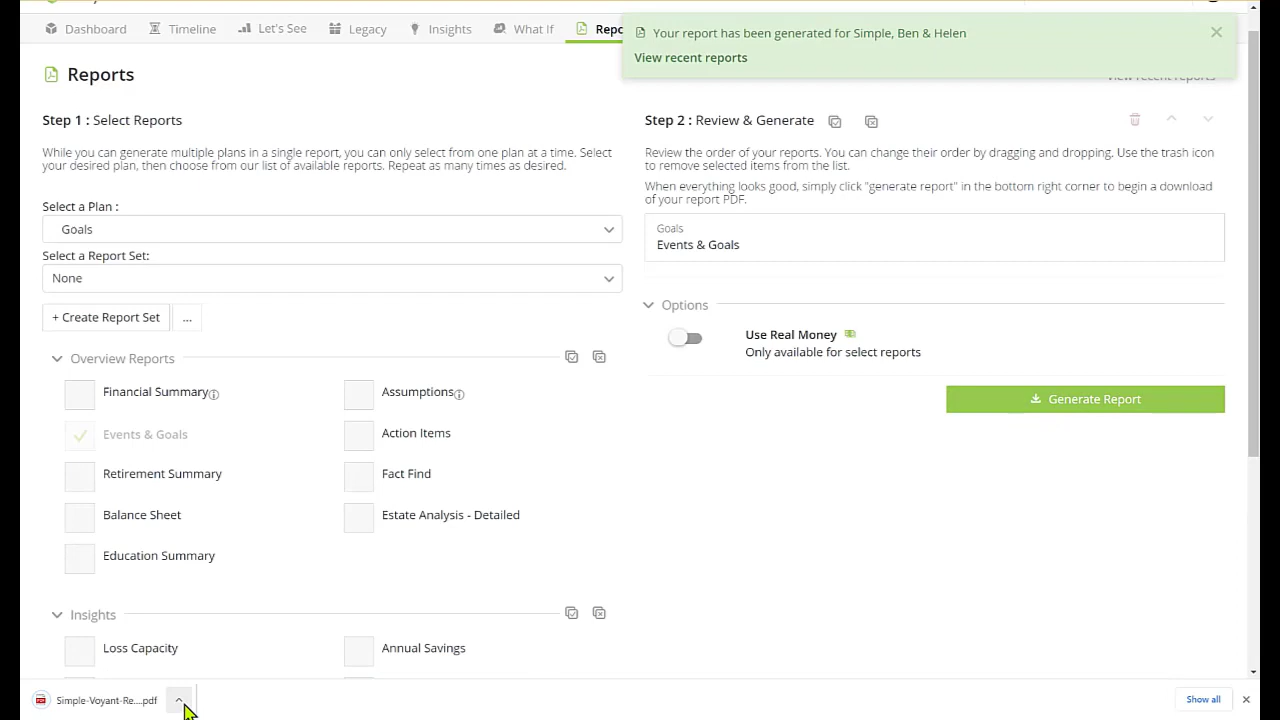 Dashboard
Timeline
Let's See
Legacy
Insights
What If
Your report has been generated for Simple, Ben & Helen
View recent reports
Reports
View recent reports
Step 1 : Select Reports
While you can generate multiple plans in a single report, you can only select from one plan at a time. Select
your desired plan, then choose from our list of available reports. Repeat as many times as desired.
Select a Plan :
Goals
Select a Report Set:
None
+ Create Report Set
...
Overview Reports
Financial Summary
Assumptions
Events & Goals
Action Items
Retirement Summary
Fact Find
Balance Sheet
Estate Analysis - Detailed
Education Summary
Insights
Loss Capacity
Annual Savings
Step 2 : Review & Generate
Review the order of your reports. You can change their order by dragging and dropping. Use the trash icon
to remove selected items from the list.
When everything looks good, simply click "generate report" in the bottom right corner to begin a download
of your report PDF.
Goals
Events & Goals
Options
Use Real Money
Only available for select reports
Generate Report
Simple-Voyant-Re....pdf
Show all